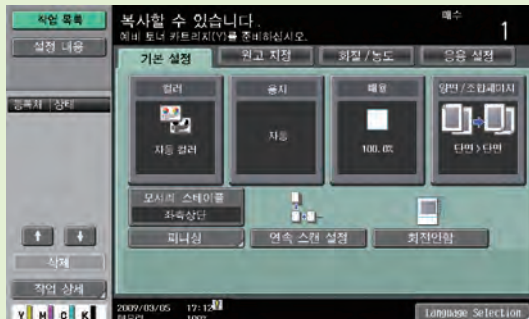 작업 목록
설정 내용
등록처 상태
삭제
작업 상세
Y M C K
복사할 수 있습니다.
예비 토너 카트리지(Y)를 준비하십시오.
매수
1
기본 설정
원고 지정
화질/농도
응용 설정
컬러
자동 컬러
용지
자동
배율
100.0%
양면/조합페이지
단면>단면
모서리 스테이플
좌측상단
피니싱
연속 스캔 설정
회전안함
2009/03/05 17:12
메모리 100%
Language Selection